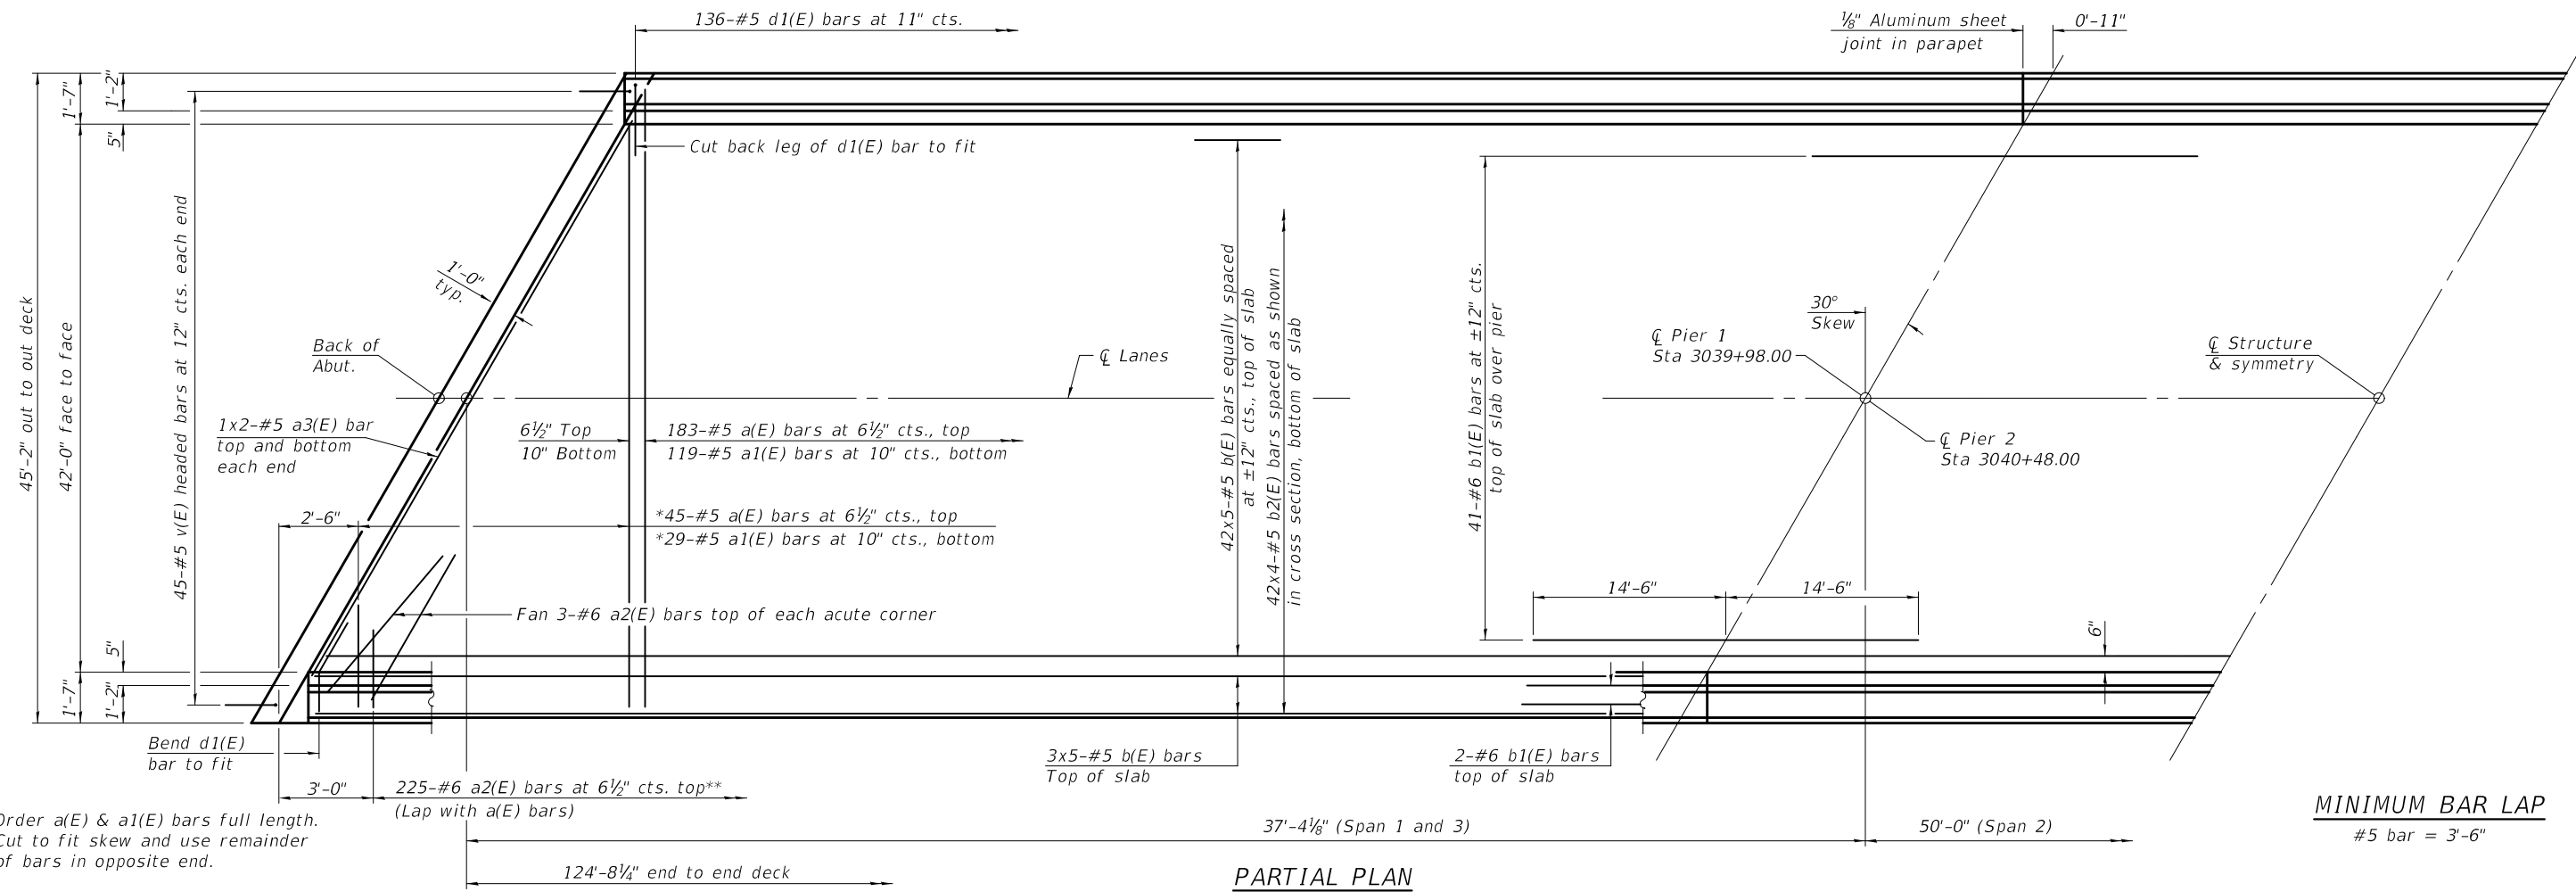 136-#5 d1(E) bars at 11" cts.
⅛" Aluminum sheet
joint in parapet
0'-11"
1'-7"
1'-2"
5"
Cut back leg of d1(E) bar to fit
45'-2" out to out deck
42'-0" face to face
45-#5 v(E) headed bars at 12" cts. each end
1'-0"
typ.
Back of
Abut.
℄ Lanes
42x5-#5 b(E) bars equally spaced
at ±12" cts., top of slab
42x4-#5 b2(E) bars spaced as shown
in cross section, bottom of slab
41-#6 b1(E) bars at ±12" cts.
top of slab over pier
30°
Skew
℄ Pier 1
Sta 3039+98.00
℄ Structure
& symmetry
℄ Pier 2
Sta 3040+48.00
1x2-#5 a3(E) bar
top and bottom
each end
6½" Top
10" Bottom
183-#5 a(E) bars at 6½" cts., top
119-#5 a1(E) bars at 10" cts., bottom
2'-6"
*45-#5 a(E) bars at 6½" cts., top
*29-#5 a1(E) bars at 10" cts., bottom
Fan 3-#6 a2(E) bars top of each acute corner
14'-6"
14'-6"
6"
5"
1'-7"
1'-2"
Bend d1(E)
bar to fit
3'-0"
225-#6 a2(E) bars at 6½" cts. top**
(Lap with a(E) bars)
3x5-#5 b(E) bars
Top of slab
2-#6 b1(E) bars
top of slab
Order a(E) & a1(E) bars full length.
Cut to fit skew and use remainder
of bars in opposite end.
37'-4⅛" (Span 1 and 3)
50'-0" (Span 2)
124'-8¼" end to end deck
PARTIAL PLAN
MINIMUM BAR LAP
#5 bar = 3'-6"